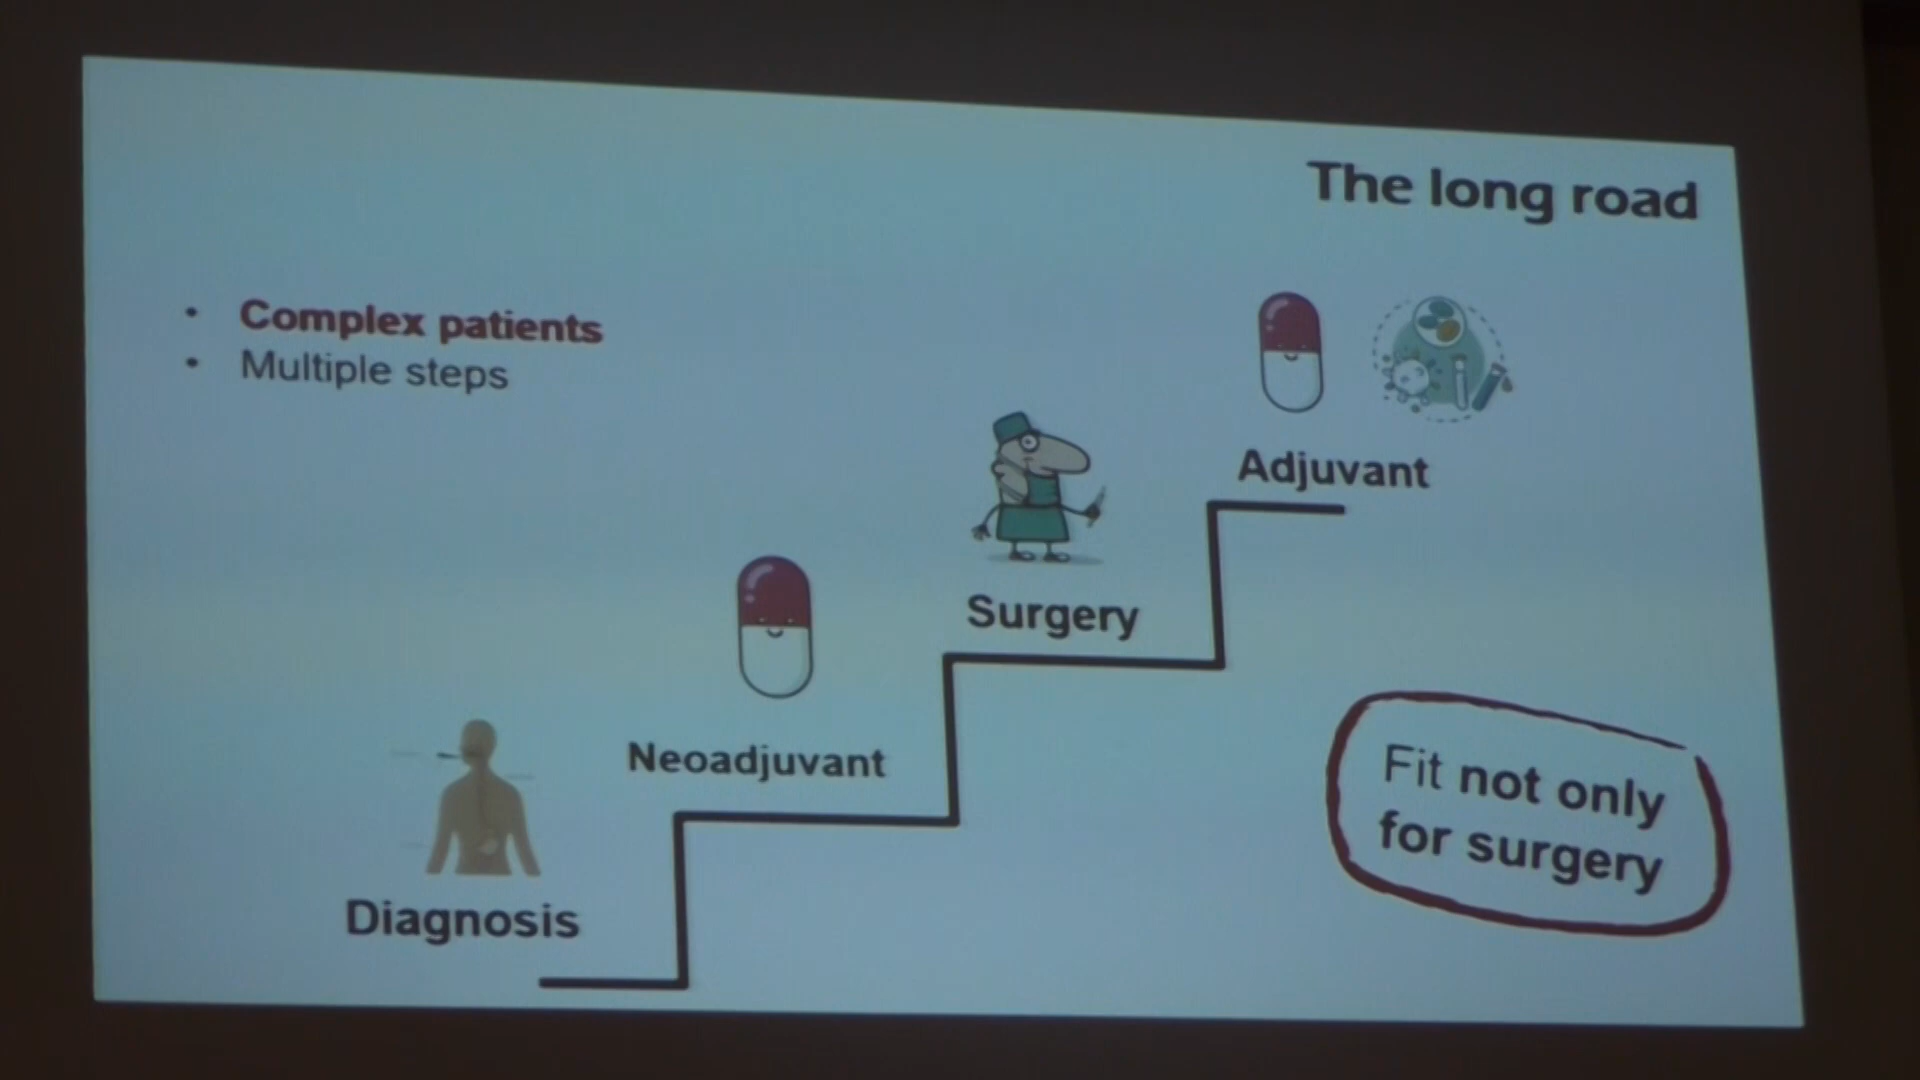 The long road
• Complex patients
• Multiple steps
Adjuvant
Surgery
Neoadjuvant
Diagnosis
Fit not only
for surgery